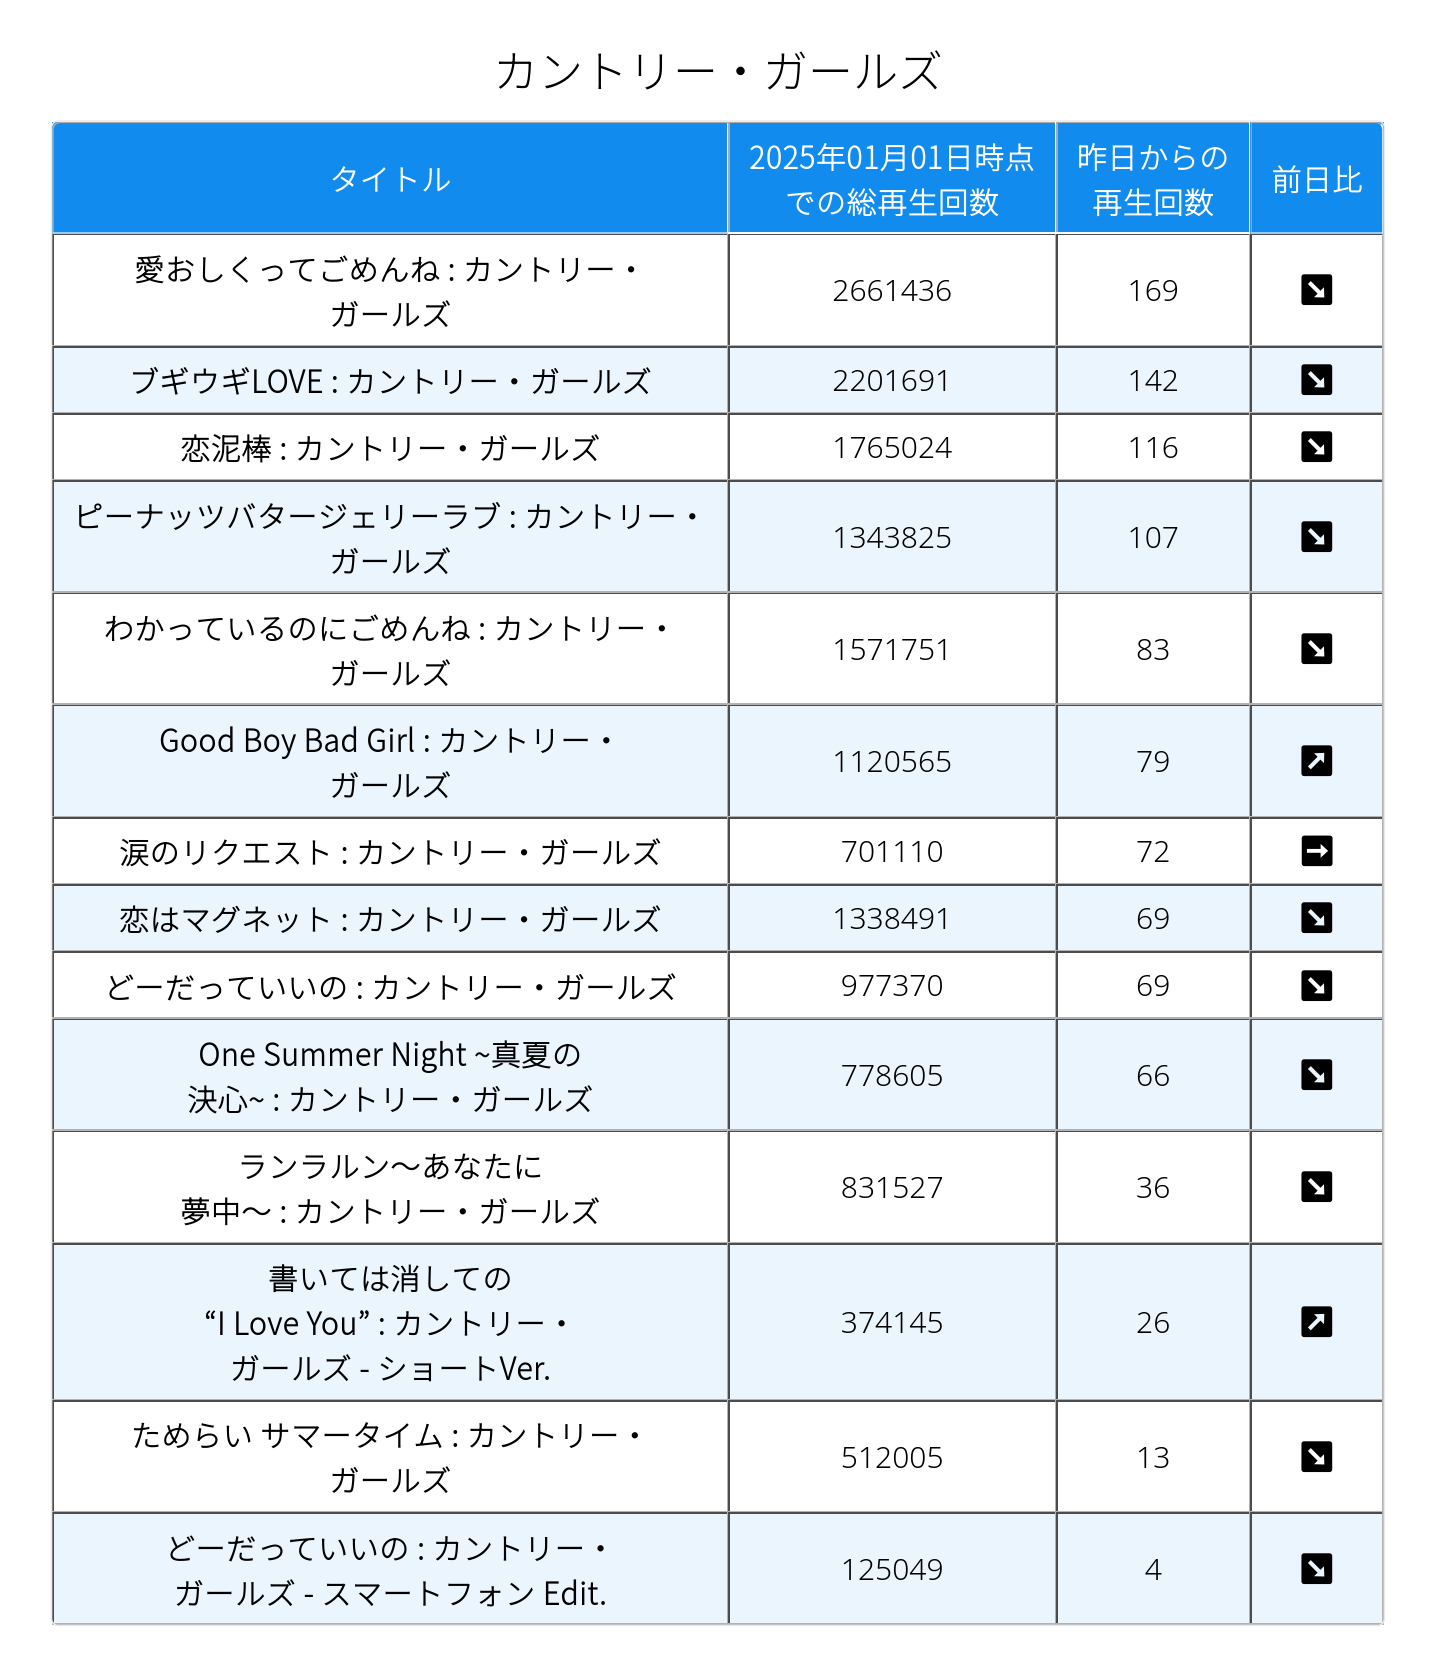 カントリー・ガールズ
タイトル
2025年01月01日時点
での総再生回数
昨日からの
再生回数
前日比
愛おしくってごめんね : カントリー・
ガールズ
2661436
169
ブギウギLOVE : カントリー・ガールズ
2201691
142
恋泥棒 : カントリー・ガールズ
1765024
116
ピーナッツバタージェリーラブ : カントリー・
ガールズ
1343825
107
わかっているのにごめんね : カントリー・
ガールズ
1571751
83
Good Boy Bad Girl : カントリー・
ガールズ
1120565
79
涙のリクエスト : カントリー・ガールズ
701110
72
恋はマグネット : カントリー・ガールズ
1338491
69
どーだっていいの : カントリー・ガールズ
977370
69
One Summer Night ~真夏の
決心~ : カントリー・ガールズ
778605
66
ランラルン～あなたに
夢中～ : カントリー・ガールズ
831527
36
書いては消しての
“I Love You” : カントリー・
ガールズ - ショートVer.
374145
26
ためらい サマータイム : カントリー・
ガールズ
512005
13
どーだっていいの : カントリー・
ガールズ - スマートフォン Edit.
125049
4